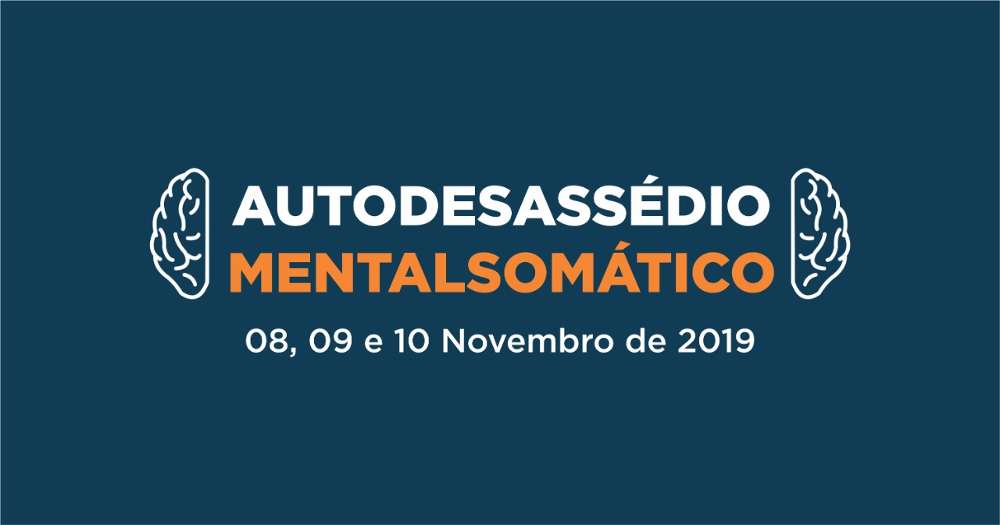 AUTODESASSÉDIO
MENTALSOMÁTICO
08, 09 e 10 Novembro de 2019